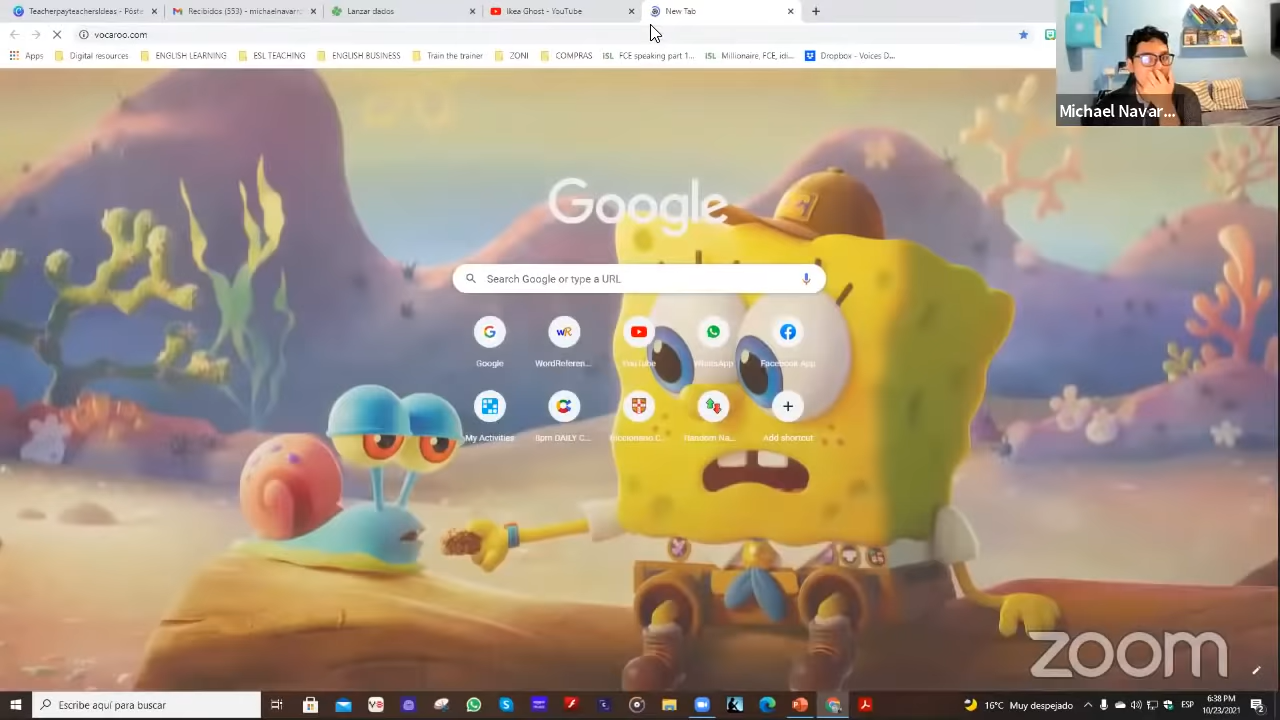 TeacherpayteachersIdeas - Póste
Recibidos (553) - michaelnavarr
Lanzar dados
Ikea Ghost - YouTube
New Tab
vocaroo.com
Apps
Digital resources
ENGLISH LEARNING
ESL TEACHING
ENGLISH BUSINESS
Train the trainer
ZONI
COMPRAS
ISL FCE speaking part 1...
ISL Millionaire, FCE, idi...
Dropbox - Voices D...
Michael Navar...
Google
Search Google or type a URL
Google
WordReferen...
YouTube
WhatsApp
Facebook App
My Activities
8pm DAILY C...
Diccionario C...
Random Na...
Add shortcut
zoom
Escribe aquí para buscar
16°C Muy despejado
ESP
6:38 PM
10/23/2021